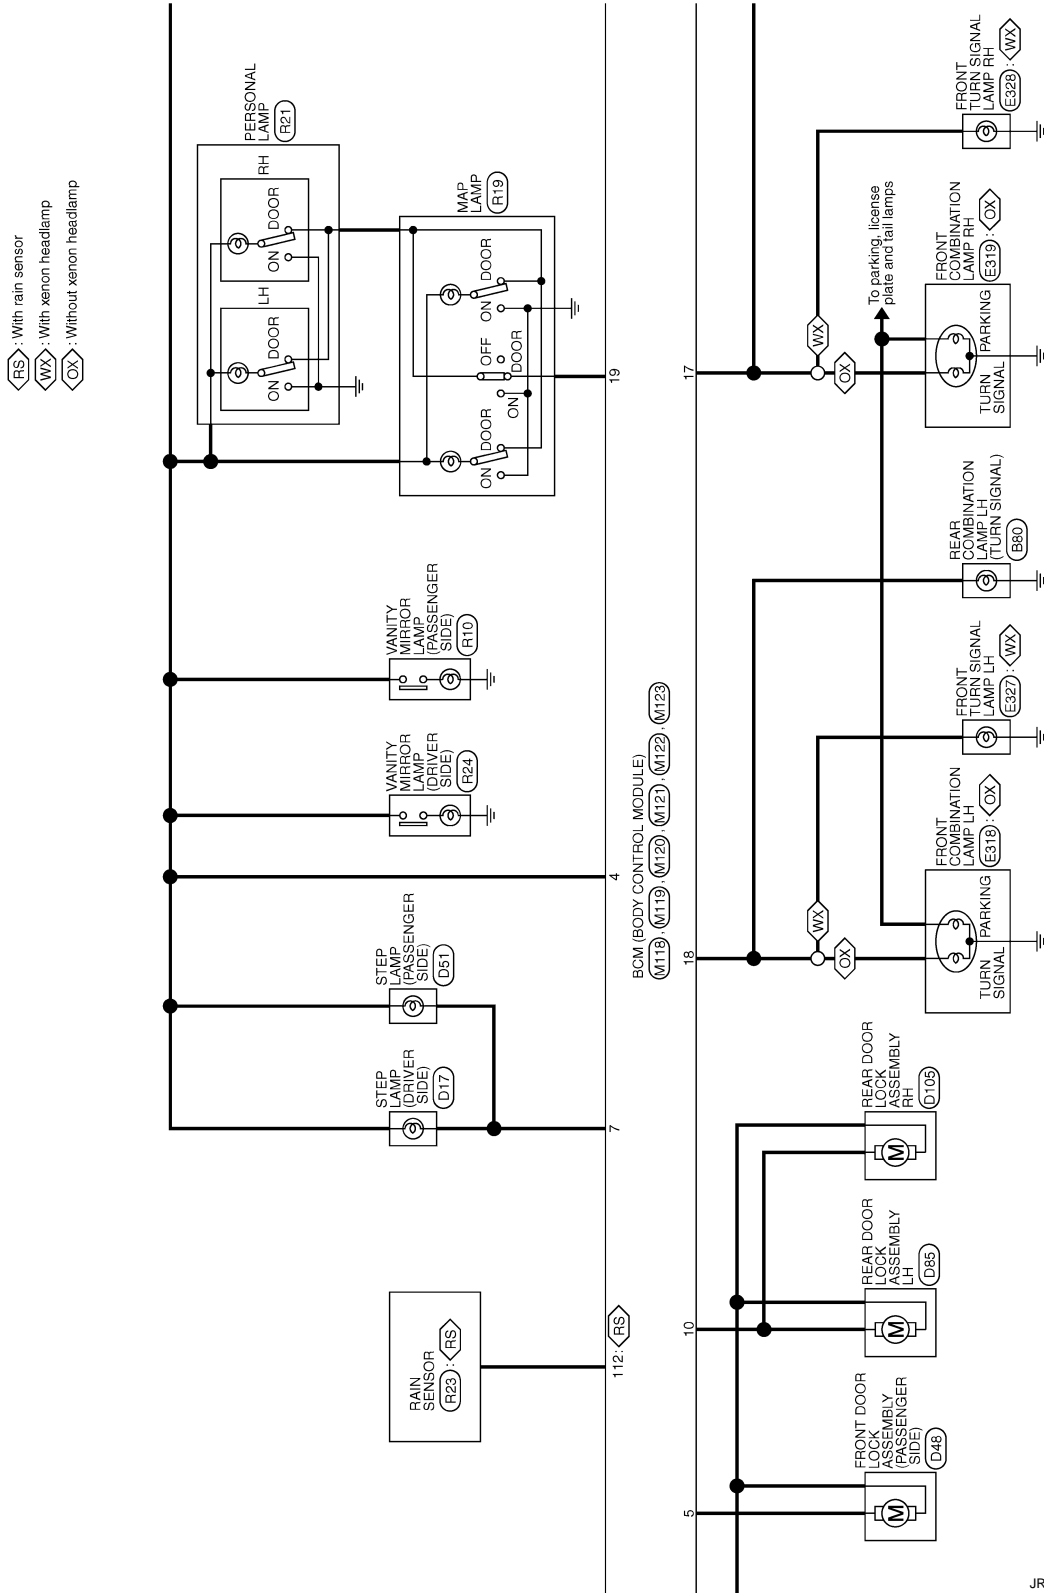 RS : With rain sensor
WX : With xenon headlamp
OX : Without xenon headlamp
RAIN
SENSOR
R23 : RS
112: RS
STEP
LAMP
(DRIVER
SIDE)
D17
7
STEP
LAMP
(PASSENGER
SIDE)
D51
4
VANITY
MIRROR
LAMP
(DRIVER
SIDE)
R24
VANITY
MIRROR
LAMP
(PASSENGER
SIDE)
R10
PERSONAL
LAMP
R21
LH
RH
ON
DOOR
ON
DOOR
MAP
LAMP
R19
ON
DOOR
ON
OFF
DOOR
ON
DOOR
19
BCM (BODY CONTROL MODULE)
M118 , M119 , M120 , M121 , M122 , M123
5
10
18
17
FRONT DOOR
LOCK
ASSEMBLY
(PASSENGER
SIDE)
D48
M
REAR DOOR
LOCK
ASSEMBLY
LH
D85
M
REAR DOOR
LOCK
ASSEMBLY
RH
D105
M
WX
OX
FRONT
COMBINATION
LAMP LH
E318 : OX
TURN
SIGNAL
PARKING
FRONT
TURN SIGNAL
LAMP LH
E327 : WX
REAR
COMBINATION
LAMP LH
(TURN SIGNAL)
B80
WX
OX
To parking, license
plate and tail lamps
FRONT
COMBINATION
LAMP RH
E319 : OX
TURN
SIGNAL
PARKING
FRONT
TURN SIGNAL
LAMP RH
E328 : WX
JR